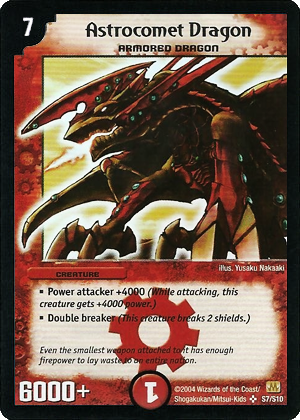 7
Astrocomet Dragon
ARMORED DRAGON
illus. Yusaku Nakaaki
CREATURE
▪ Power attacker +4000 (While attacking, this
creature gets +4000 power.)
▪ Double breaker (This creature breaks 2 shields.)
Even the smallest weapon attached to it has enough
firepower to lay waste to an entire nation.
6000+
1
©2004 Wizards of the Coast/
Shogakukan/Mitsui-Kids S7/S10